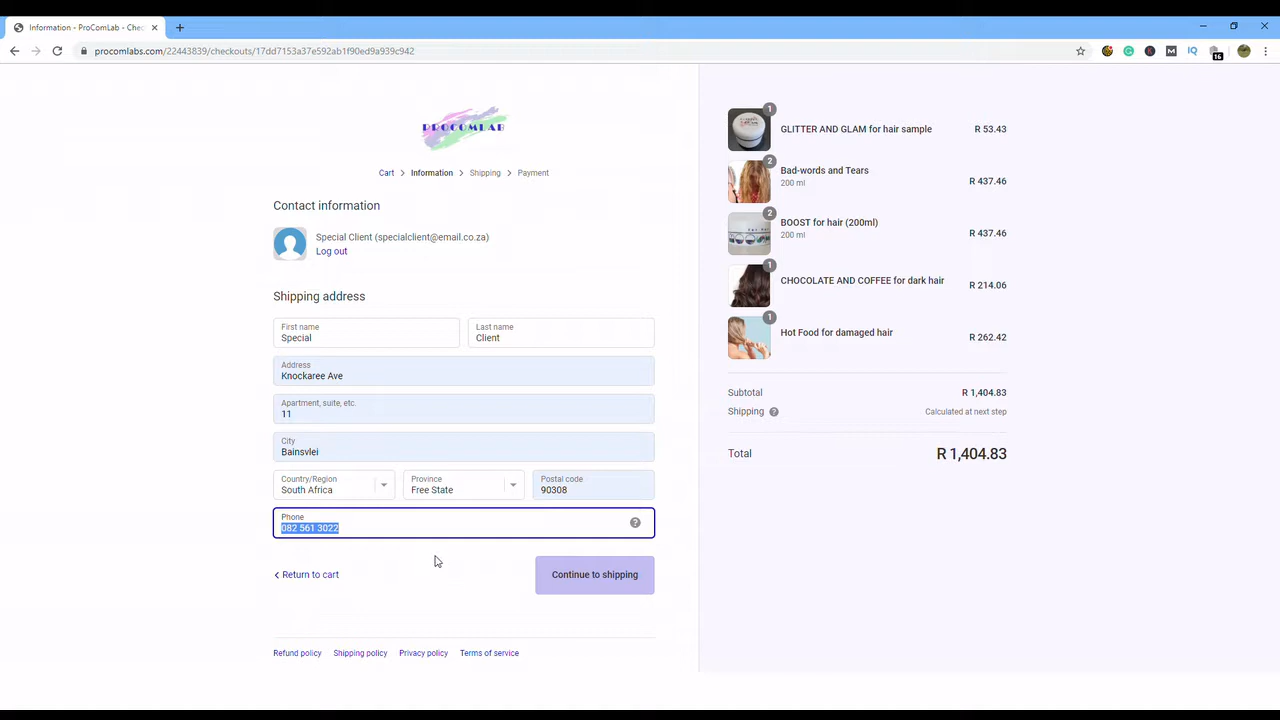 Information - ProComLab - Chec
procomlabs.com/22443839/checkouts/17dd7153a37e592ab1f90ed9a939c942
IQ
16
PROCOMLAB
Cart > Information > Shipping > Payment
Contact information
Special Client (specialclient@email.co.za)
Log out
Shipping address
First name
Special
Last name
Client
Address
Knockaree Ave
Apartment, suite, etc.
11
City
Bainsvlei
Country/Region
South Africa
Province
Free State
Postal code
90308
Phone
082 561 3022
Return to cart
Continue to shipping
Refund policy
Shipping policy
Privacy policy
Terms of service
1
GLITTER AND GLAM for hair sample
R 53.43
2
Bad-words and Tears
200 ml
R 437.46
2
BOOST for hair (200ml)
200 ml
R 437.46
1
CHOCOLATE AND COFFEE for dark hair
R 214.06
1
Hot Food for damaged hair
R 262.42
Subtotal
R 1,404.83
Shipping
Calculated at next step
Total
R 1,404.83